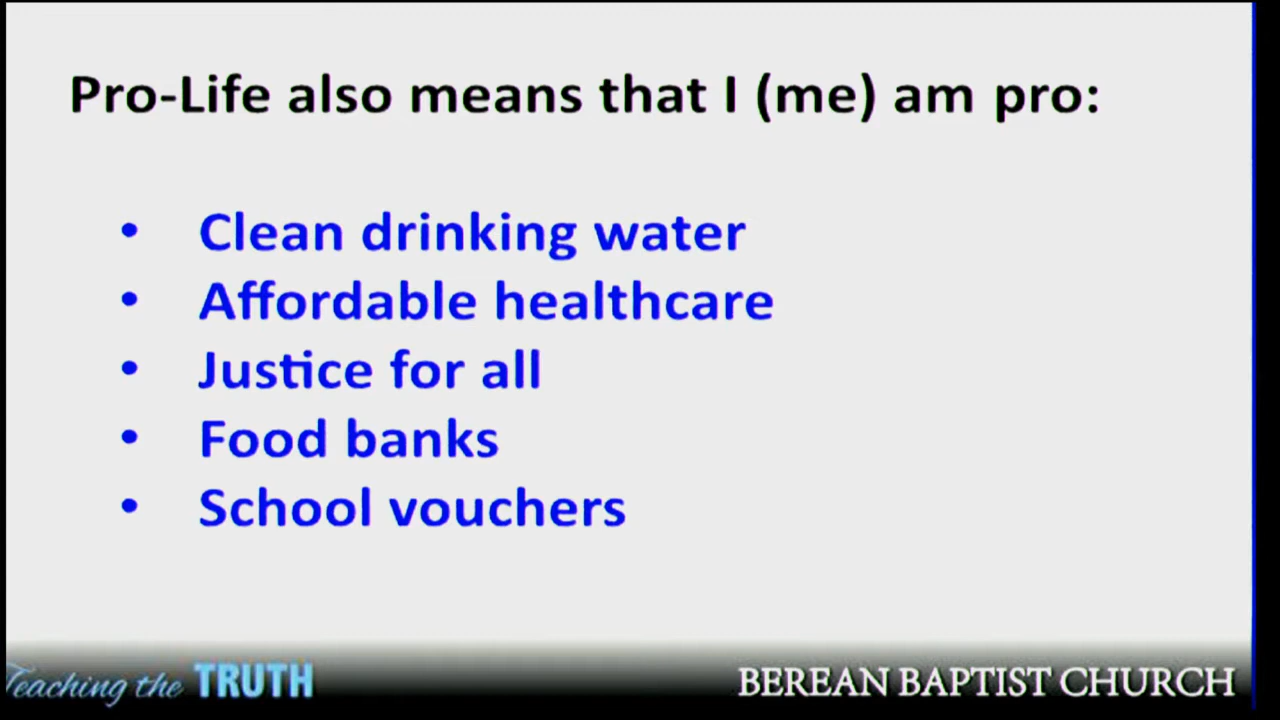 Pro-Life also means that I (me) am pro:
• Clean drinking water
• Affordable healthcare
• Justice for all
• Food banks
• School vouchers
Teaching the TRUTH
BEREAN BAPTIST CHURCH